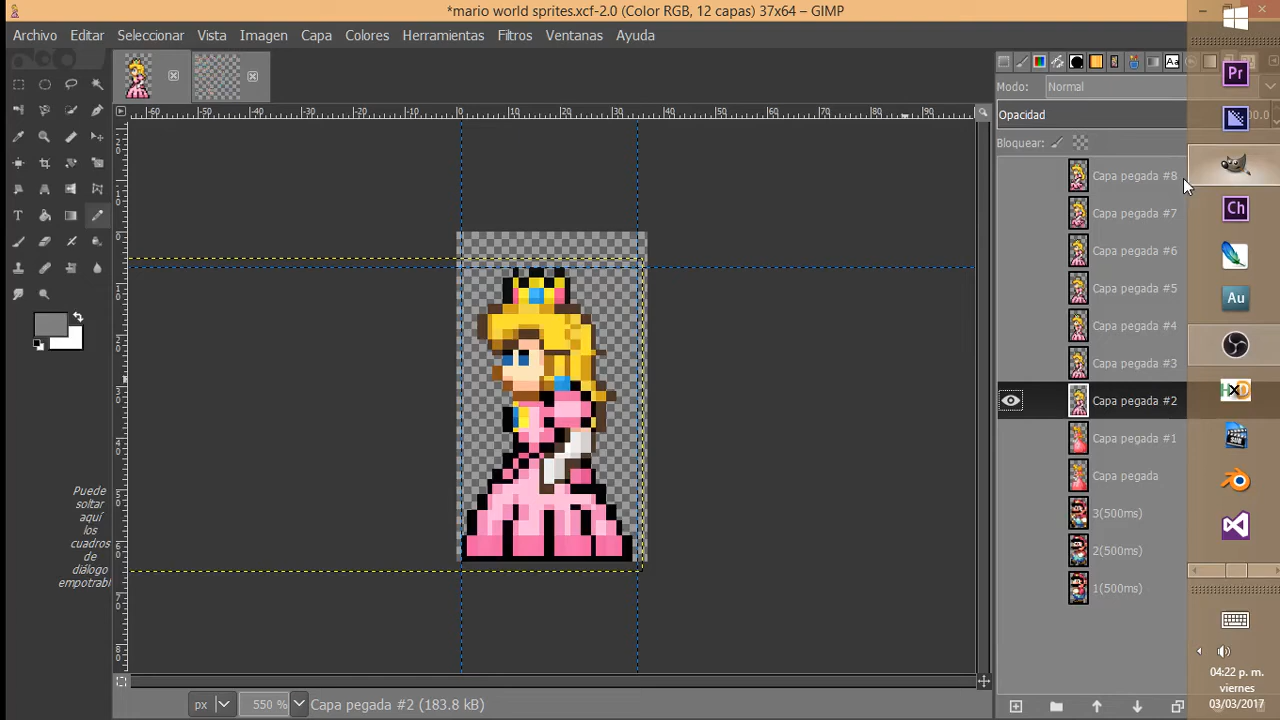 *mario world sprites.xcf-2.0 (Color RGB, 12 capas) 37x64 – GIMP
Archivo Editar Seleccionar Vista Imagen Capa Colores Herramientas Filtros Ventanas Ayuda
Modo: Normal
Opacidad
Bloquear:
Capa pegada #8
Capa pegada #7
Capa pegada #6
Capa pegada #5
Capa pegada #4
Capa pegada #3
Capa pegada #2
Capa pegada #1
Capa pegada
3(500ms)
2(500ms)
1(500ms)
Puede
soltar
aquí
los
cuadros
de
diálogo
empotrabl
px 550 % Capa pegada #2 (183.8 kB)
Pr
Ch
Au
04:22 p. m.
viernes
03/03/2017